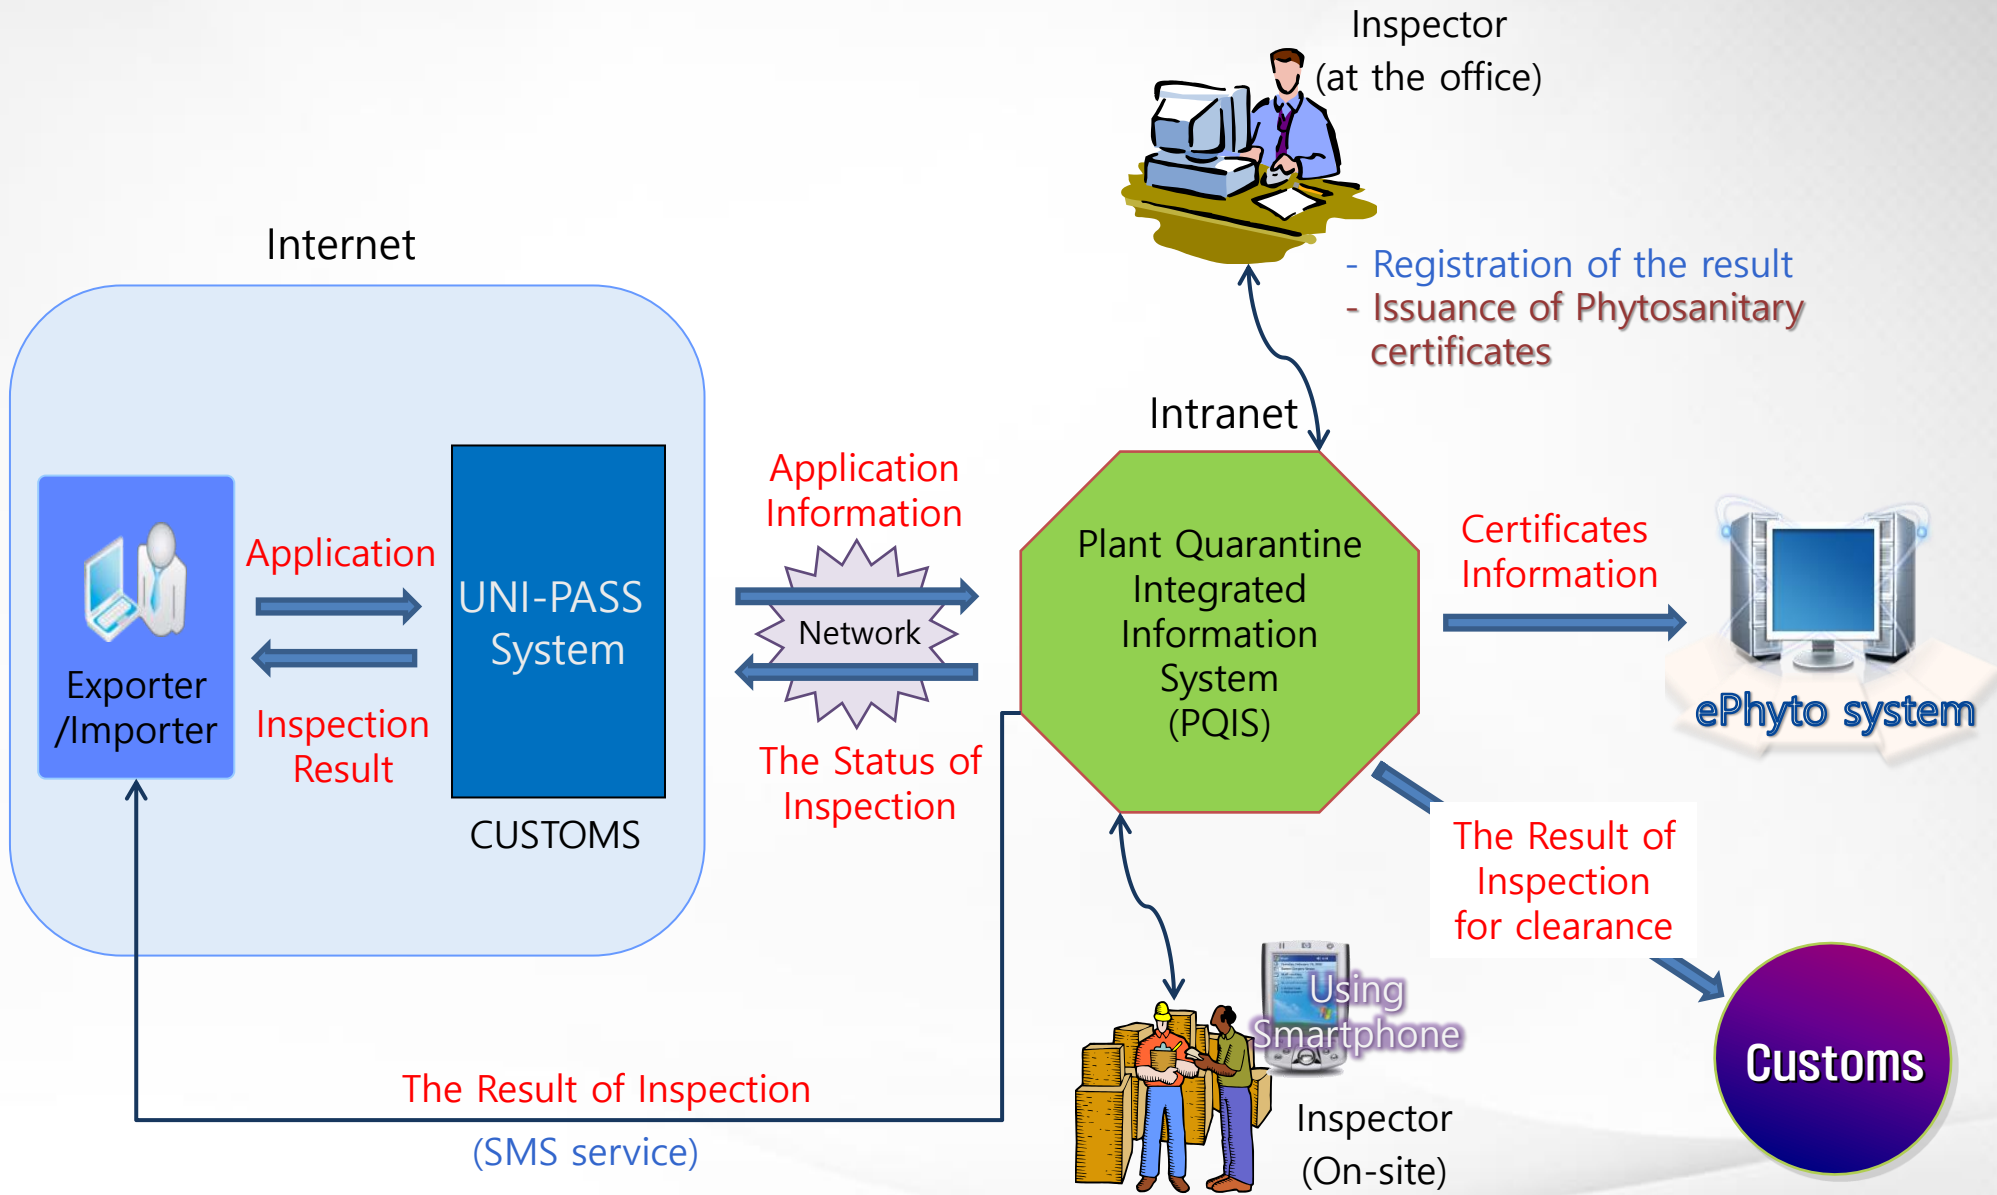 Inspector
(at the office)
- Registration of the result
- Issuance of Phytosanitary
certificates
Internet
Intranet
Exporter
/Importer
Application
Inspection
Result
UNI-PASS
System
CUSTOMS
Application
Information
Network
The Status of
Inspection
Plant Quarantine
Integrated
Information
System
(PQIS)
Certificates
Information
ePhyto system
The Result of
Inspection
for clearance
Customs
Using
Smartphone
Inspector
(On-site)
The Result of Inspection
(SMS service)